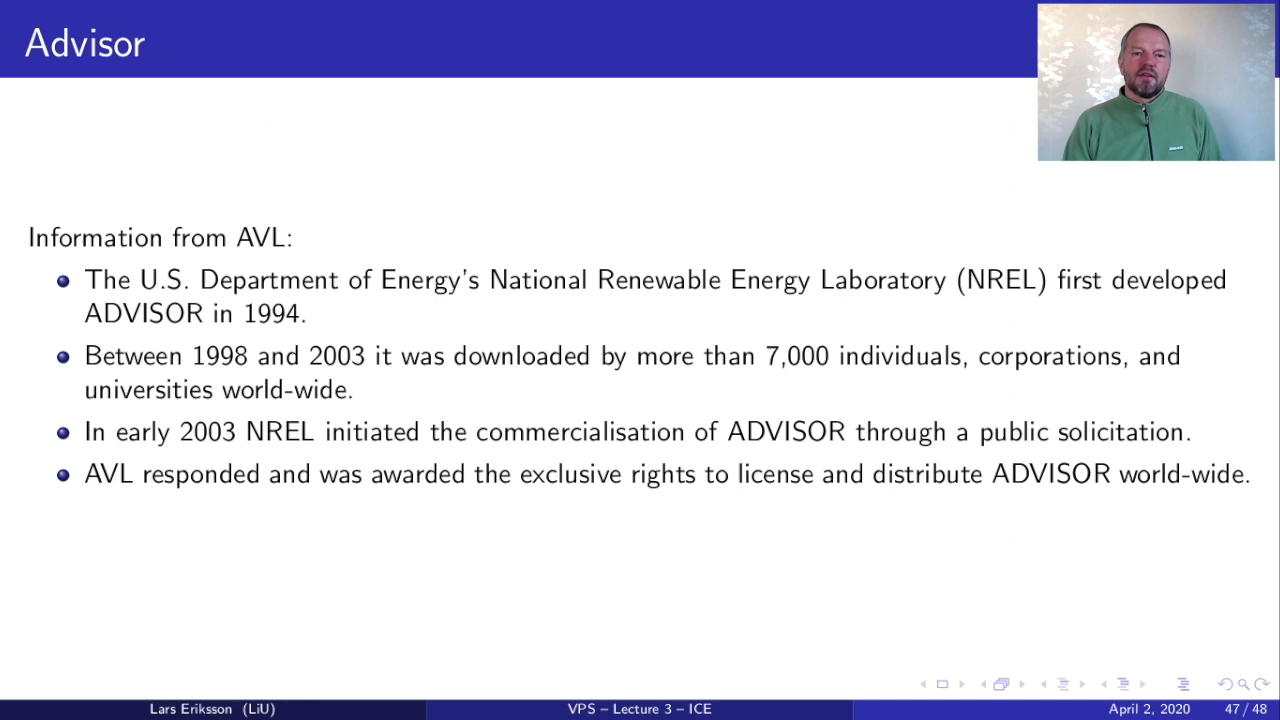 Advisor
Information from AVL:
The U.S. Department of Energy's National Renewable Energy Laboratory (NREL) first developed
ADVISOR in 1994.
Between 1998 and 2003 it was downloaded by more than 7,000 individuals, corporations, and
universities world-wide.
In early 2003 NREL initiated the commercialisation of ADVISOR through a public solicitation.
AVL responded and was awarded the exclusive rights to license and distribute ADVISOR world-wide.
Lars Eriksson (LiU) VPS – Lecture 3 – ICE April 2, 2020 47 / 48